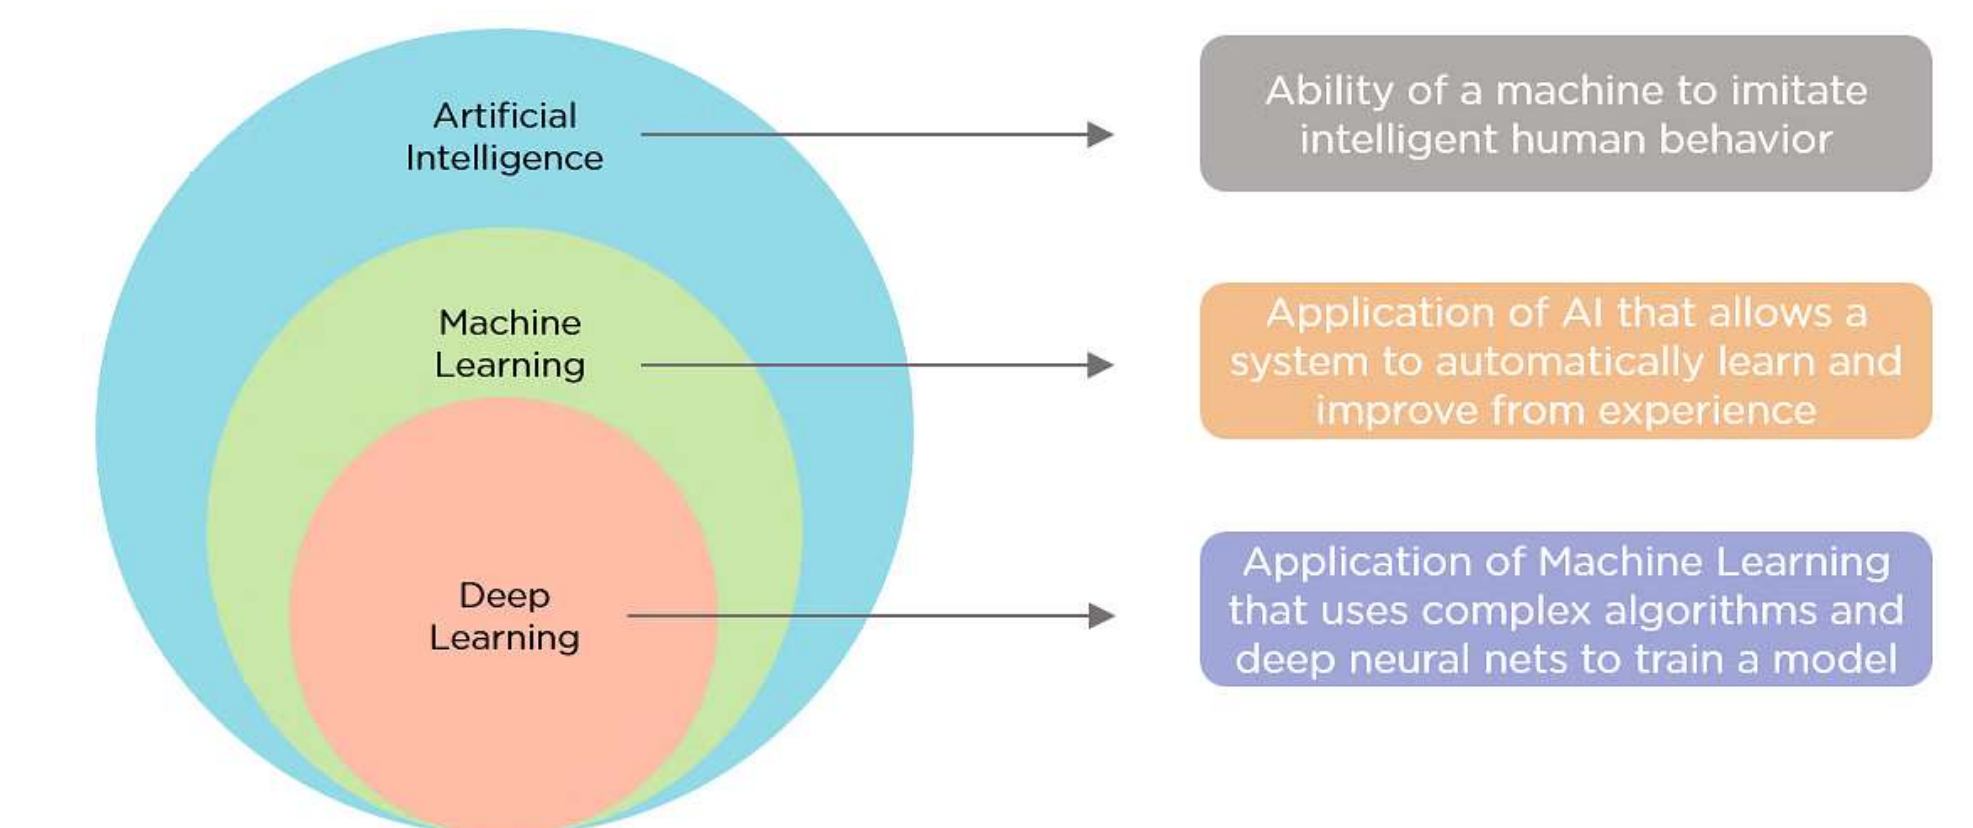 Artificial
Intelligence
Ability of a machine to imitate
intelligent human behavior
Machine
Learning
Application of AI that allows a
system to automatically learn and
improve from experience
Deep
Learning
Application of Machine Learning
that uses complex algorithms and
deep neural nets to train a model